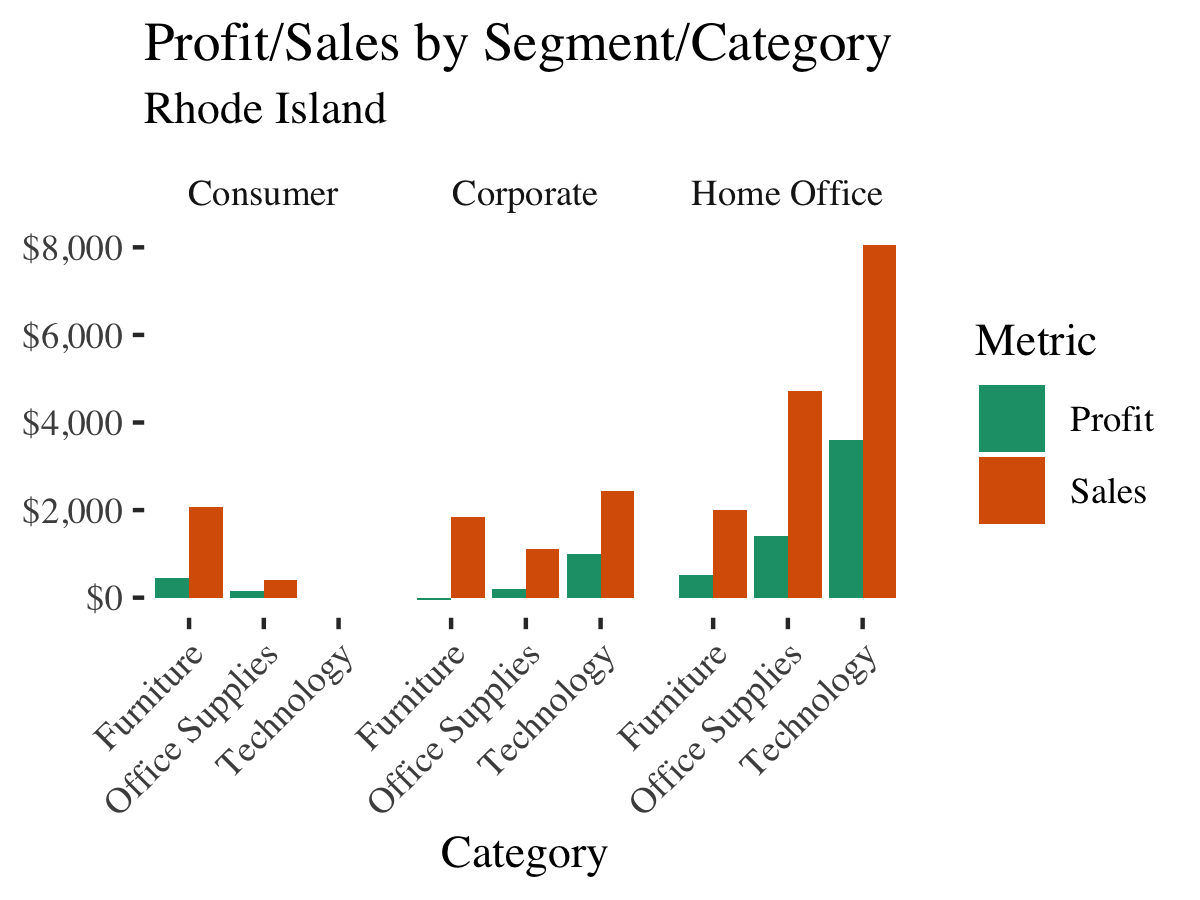 Profit/Sales by Segment/Category
Rhode Island
Consumer
Corporate
Home Office
$8,000
$6,000
$4,000
$2,000
$0
Furniture
Office Supplies
Technology
Furniture
Office Supplies
Technology
Furniture
Office Supplies
Technology
Category
Metric
Profit
Sales